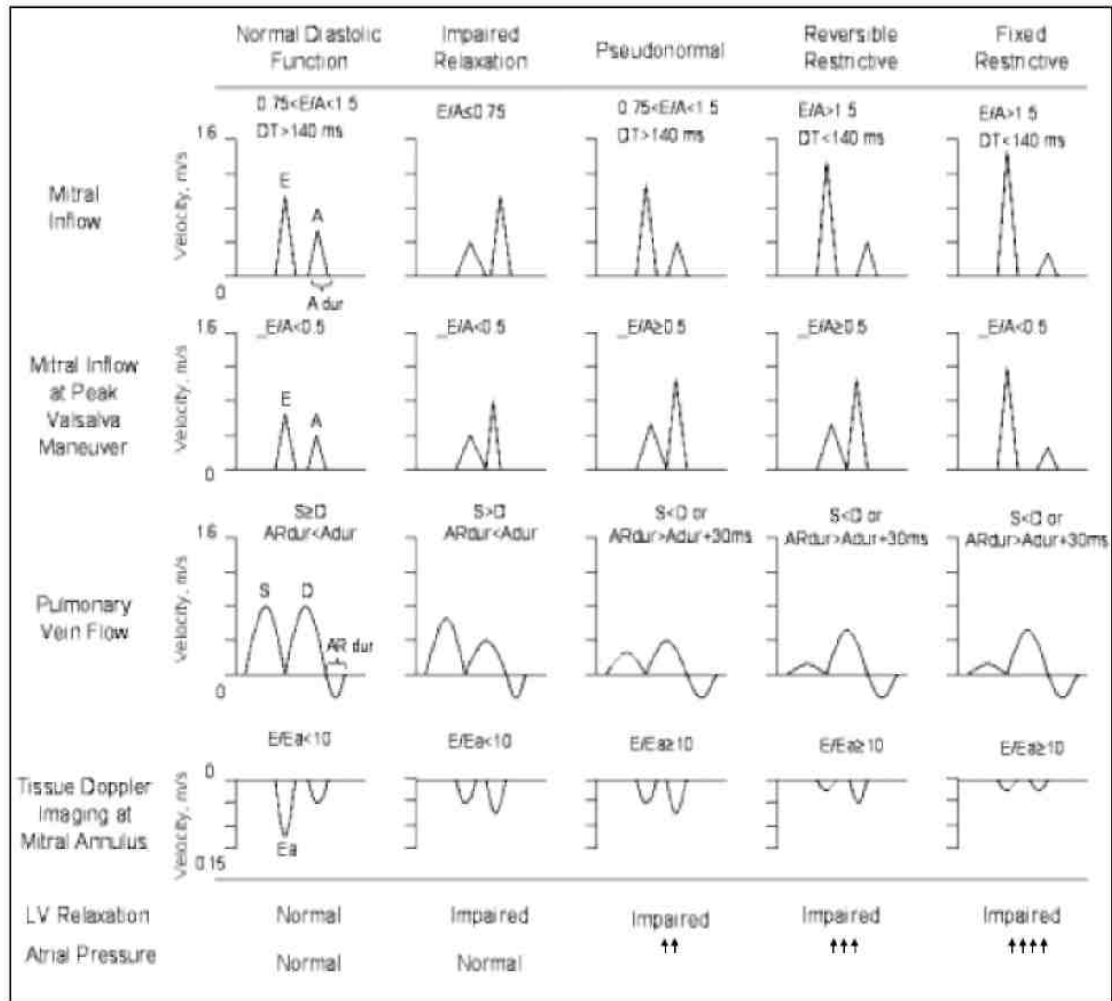 Normal Diastolic Function
Impaired Relaxation
Pseudonormal
Reversible Restrictive
Fixed Restrictive
Mitral Inflow
Velocity, m/s
1.6
0
0.75<E/A<1.5
DT>140 ms
E
A
A dur
E/A≤0.75
0.75<E/A<1.5
DT>140 ms
E/A>1.5
DT<140 ms
E/A>1.5
DT<140 ms
Mitral Inflow at Peak Valsalva Maneuver
Velocity, m/s
1.6
0
_E/A<0.5
E
A
_E/A<0.5
_E/A≥0.5
_E/A≥0.5
_E/A<0.5
Pulmonary Vein Flow
Velocity, m/s
1.6
0
S≥D
ARdur<Adur
S
D
AR dur
S>D
ARdur<Adur
S<D or
ARdur>Adur+30ms
S<D or
ARdur>Adur+30ms
S<D or
ARdur>Adur+30ms
Tissue Doppler Imaging at Mitral Annulus
Velocity, m/s
0
0.15
E/Ea<10
Ea
E/Ea<10
E/Ea≥10
E/Ea≥10
E/Ea≥10
LV Relaxation
Normal
Impaired
Impaired
Impaired
Impaired
Atrial Pressure
Normal
Normal
↑↑
↑↑↑
↑↑↑↑